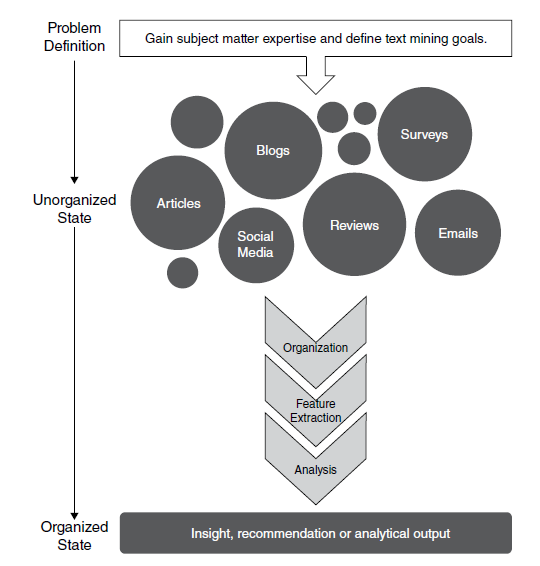 Problem
Definition
Gain subject matter expertise and define text mining goals.
Surveys
Blogs
Unorganized
State
Articles
Reviews
Social
Media
Emails
Organization
Feature
Extraction
Analysis
Organized
State
Insight, recommendation or analytical output